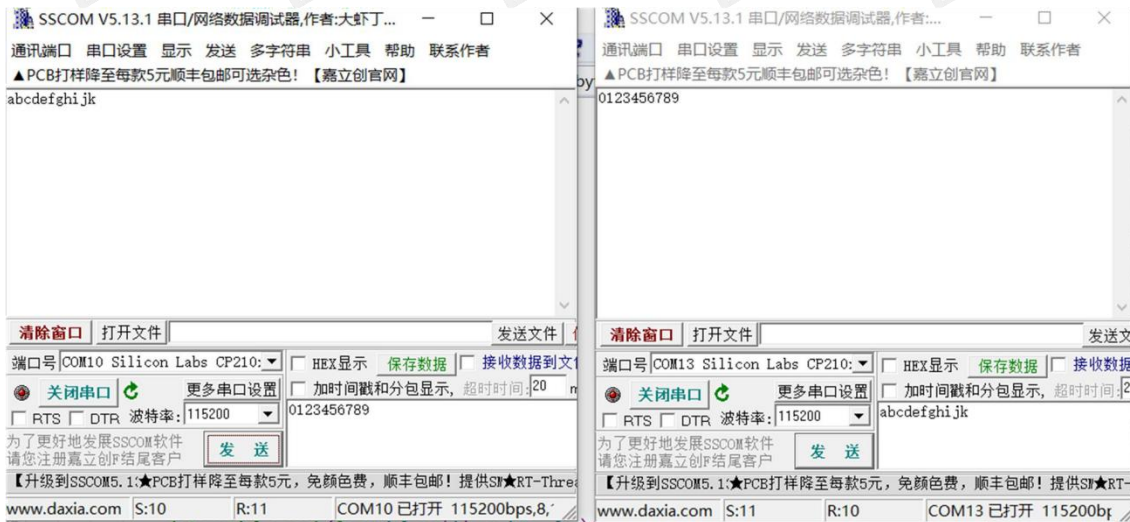 SSCOM V5.13.1 串口/网络数据调试器,作者:大虾丁...
通讯端口 串口设置 显示 发送 多字符串 小工具 帮助 联系作者
▲PCB打样降至每款5元顺丰包邮可选杂色!【嘉立创官网】
abcdefghijk
清除窗口 打开文件 发送文件
端口号 COM10 Silicon Labs CP210: HEX显示 保存数据 接收数据到文
关闭串口 更多串口设置 加时间戳和分包显示, 超时时间: 20 m
RTS DTR 波特率: 115200 0123456789
为了更好地发展SSCOM软件
请您注册嘉立创F结尾客户
发 送
【升级到SSCOM5.1:★PCB打样降至每款5元, 免颜色费, 顺丰包邮! 提供SM★RT-Threa
www.daxia.com S:10 R:11 COM10 已打开 115200bps,8,
SSCOM V5.13.1 串口/网络数据调试器,作者:...
通讯端口 串口设置 显示 发送 多字符串 小工具 帮助 联系作者
▲PCB打样降至每款5元顺丰包邮可选杂色!【嘉立创官网】
0123456789
清除窗口 打开文件 发送文
端口号 COM13 Silicon Labs CP210: HEX显示 保存数据 接收数据
关闭串口 更多串口设置 加时间戳和分包显示, 超时时间: 2
RTS DTR 波特率: 115200 abcdefghijk
为了更好地发展SSCOM软件
请您注册嘉立创F结尾客户
发 送
【升级到SSCOM5.1:★PCB打样降至每款5元, 免颜色费, 顺丰包邮! 提供SM★RT-
www.daxia.com S:11 R:10 COM13 已打开 115200bp